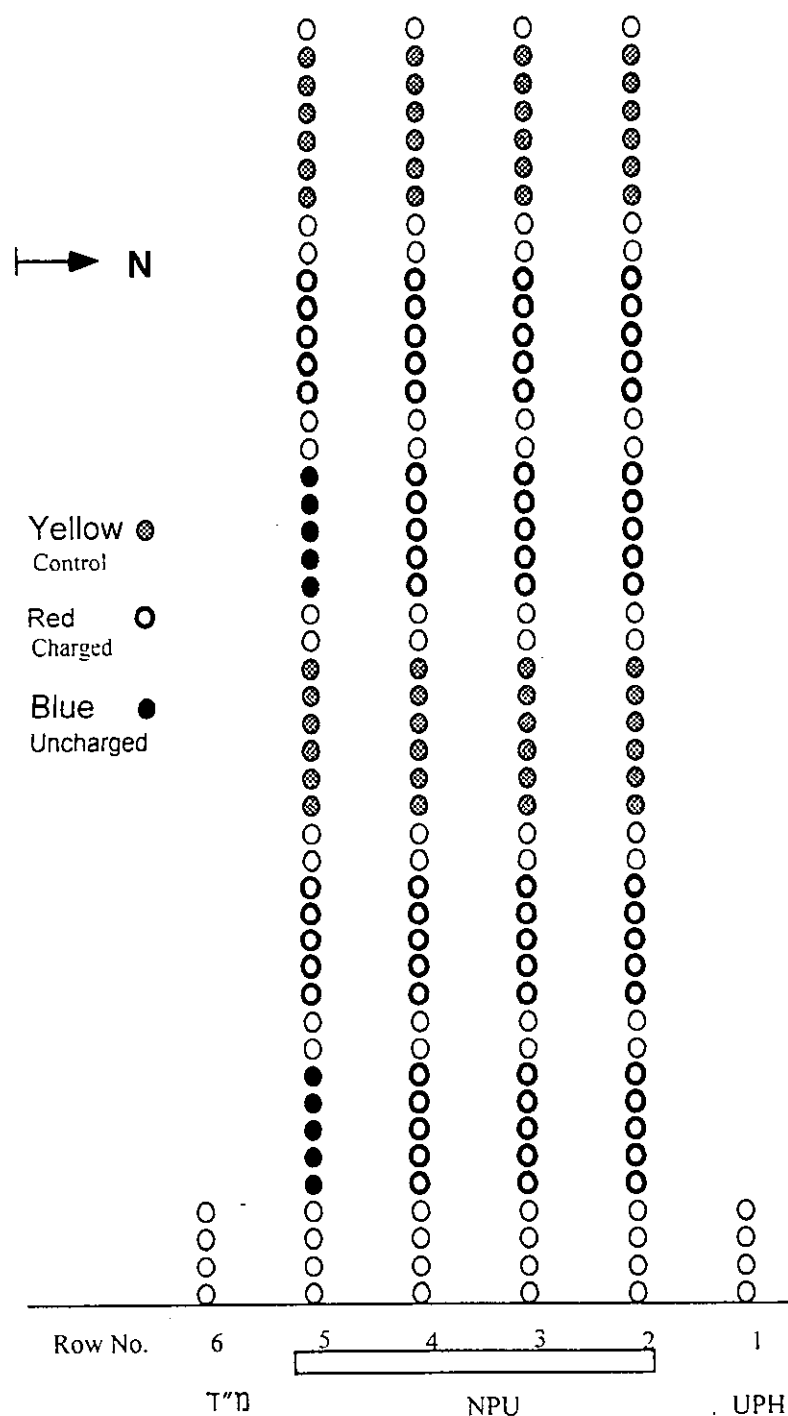 N
Yellow
Control
Red
Charged
Blue
Uncharged
Row No. 6 5 4 3 2 1
מ"ד NPU UPH